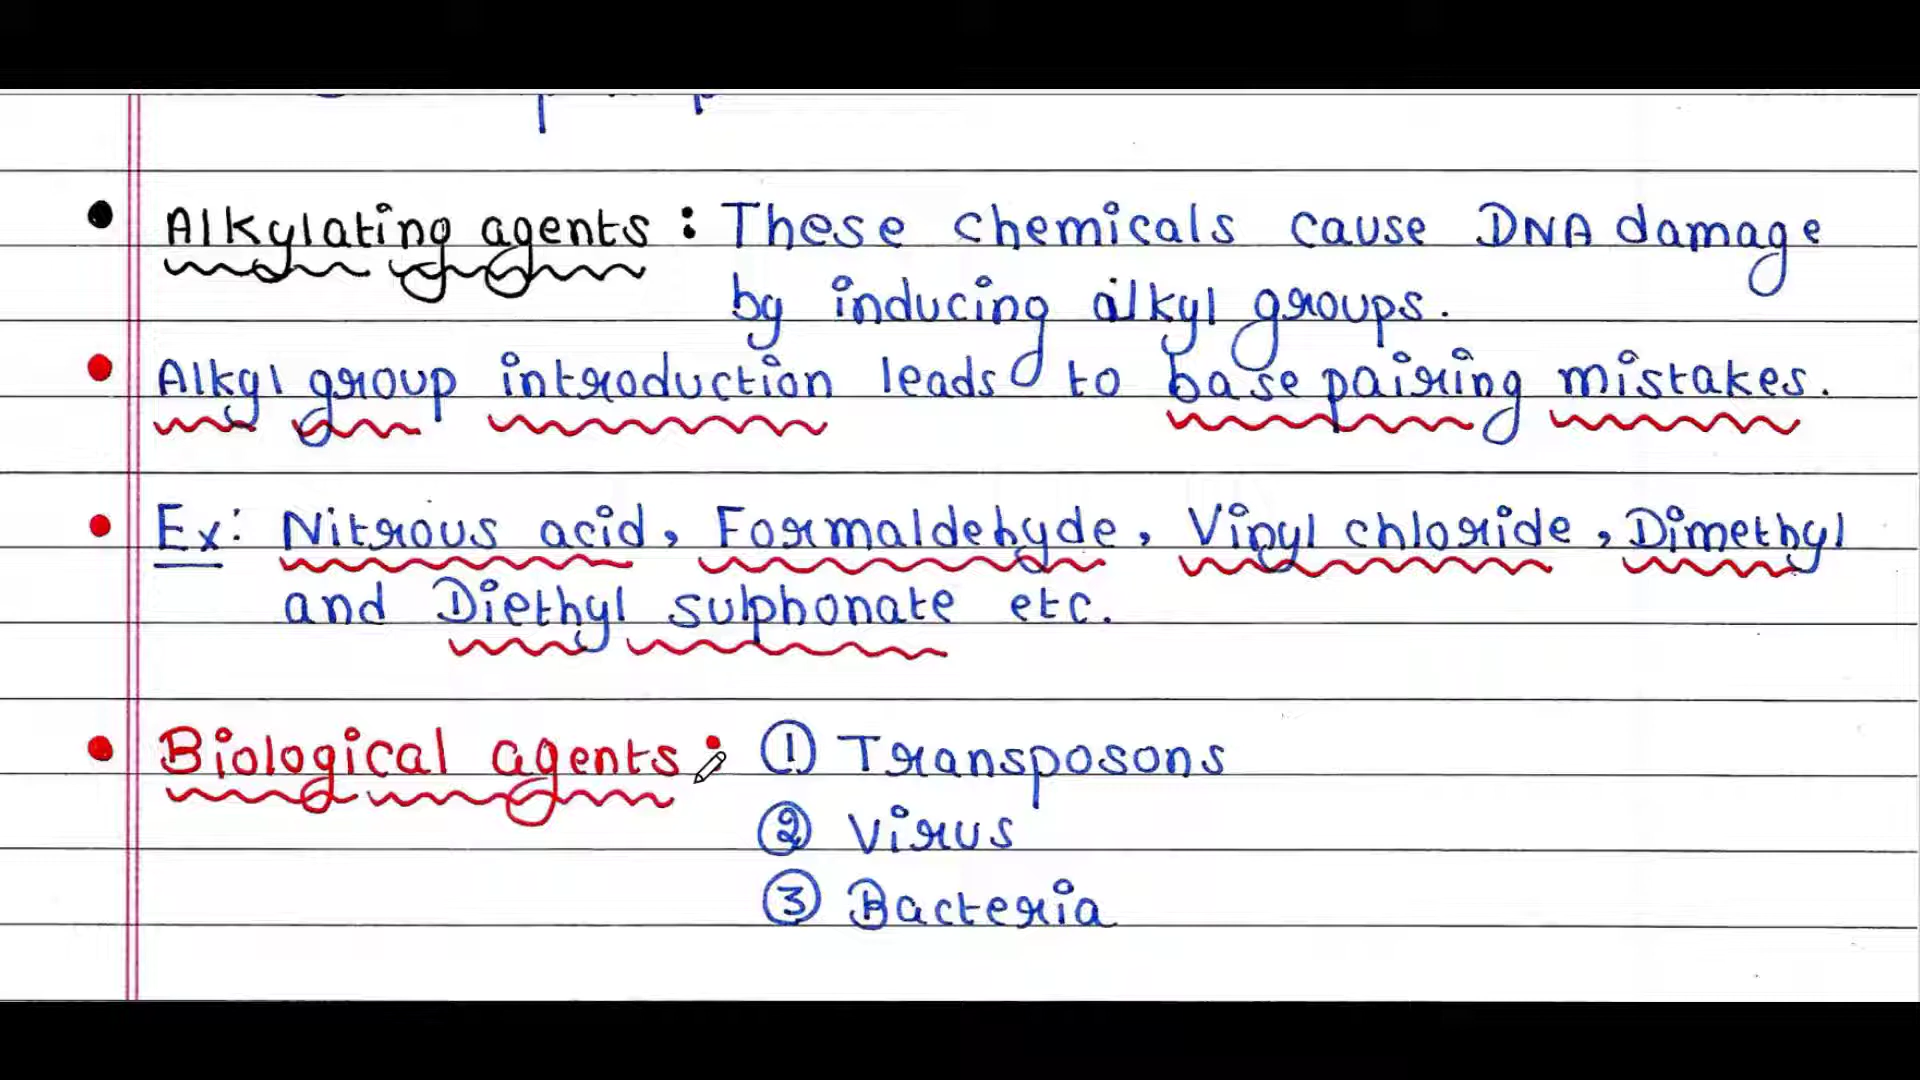 • Alkylating agents : These chemicals cause DNA damage
by inducing alkyl groups.
• Alkyl group introduction leads to base pairing mistakes.
• Ex: Nitrous acid, Formaldehyde, Vinyl chloride, Dimethyl
and Diethyl sulphonate etc.
• Biological agents: ① Transposons
② Virus
③ Bacteria